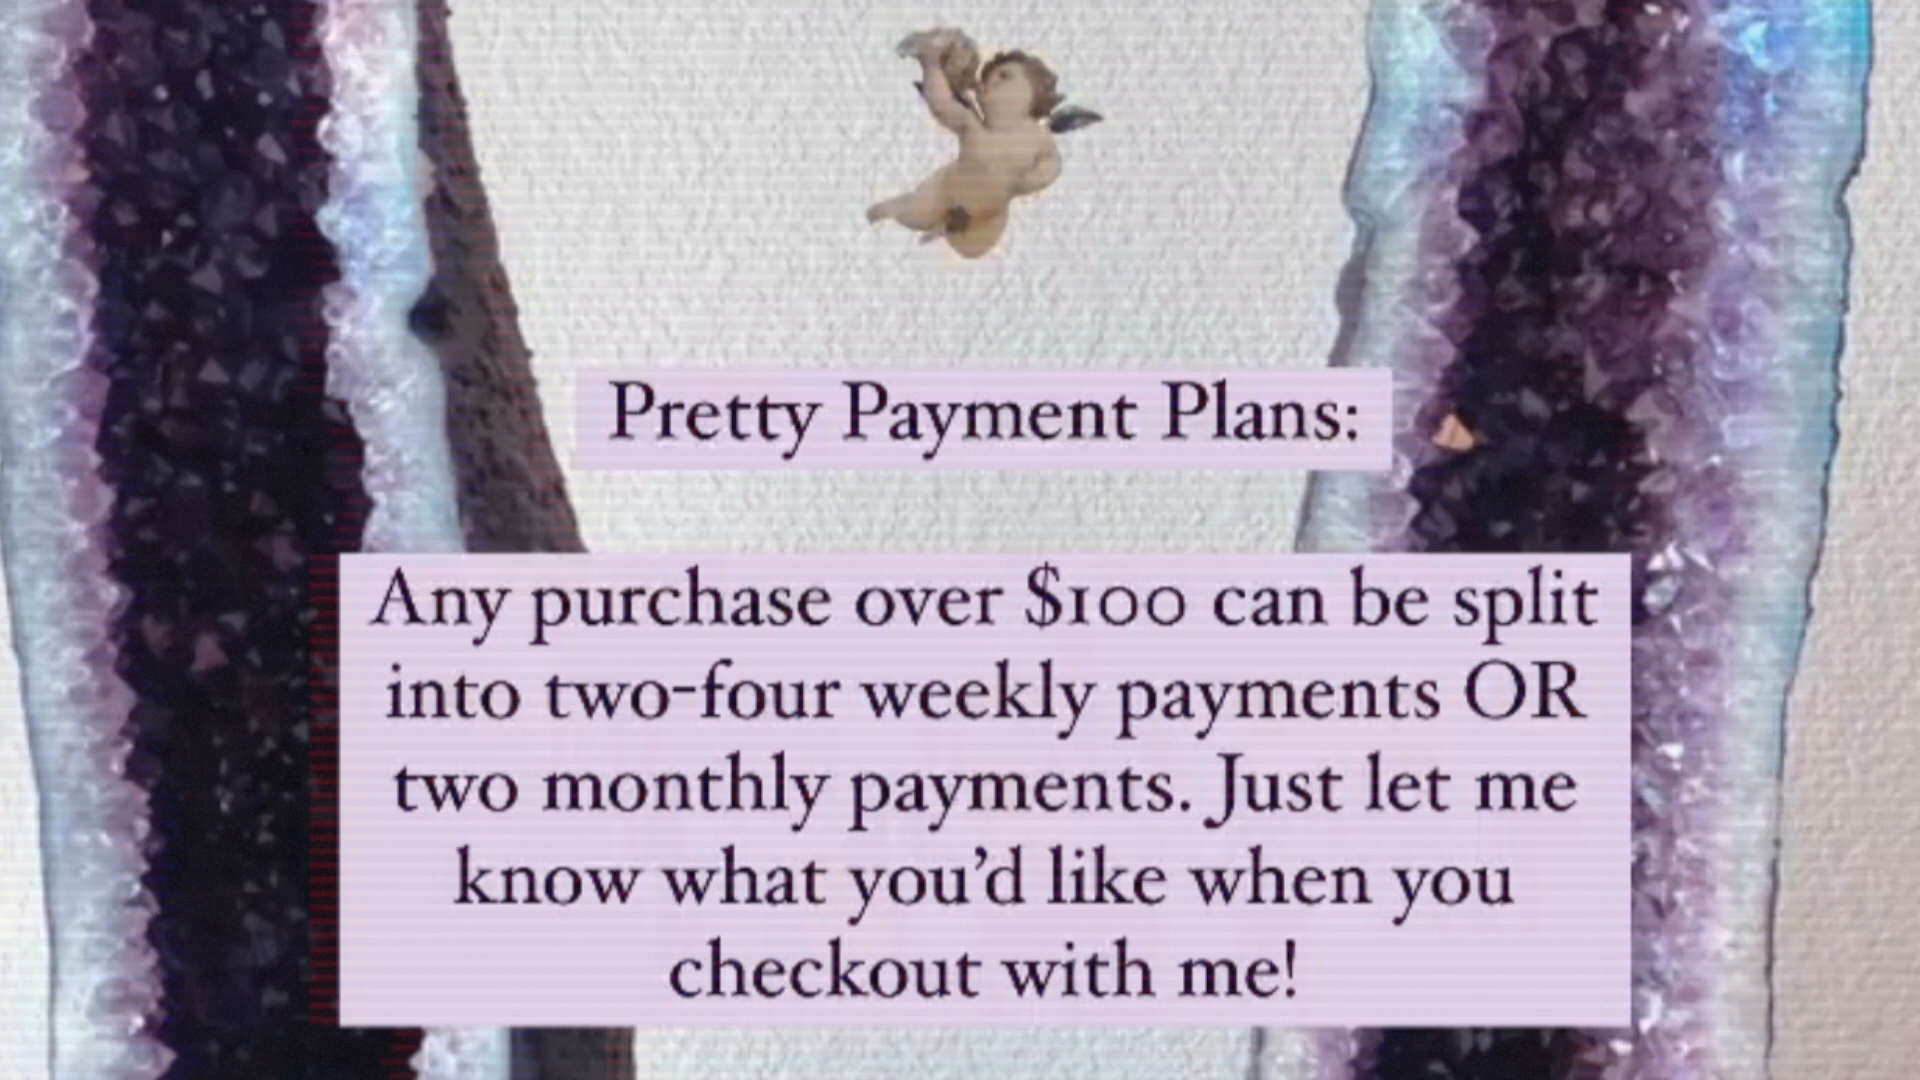 Pretty Payment Plans:
Any purchase over $100 can be split
into two-four weekly payments OR
two monthly payments. Just let me
know what you’d like when you
checkout with me!